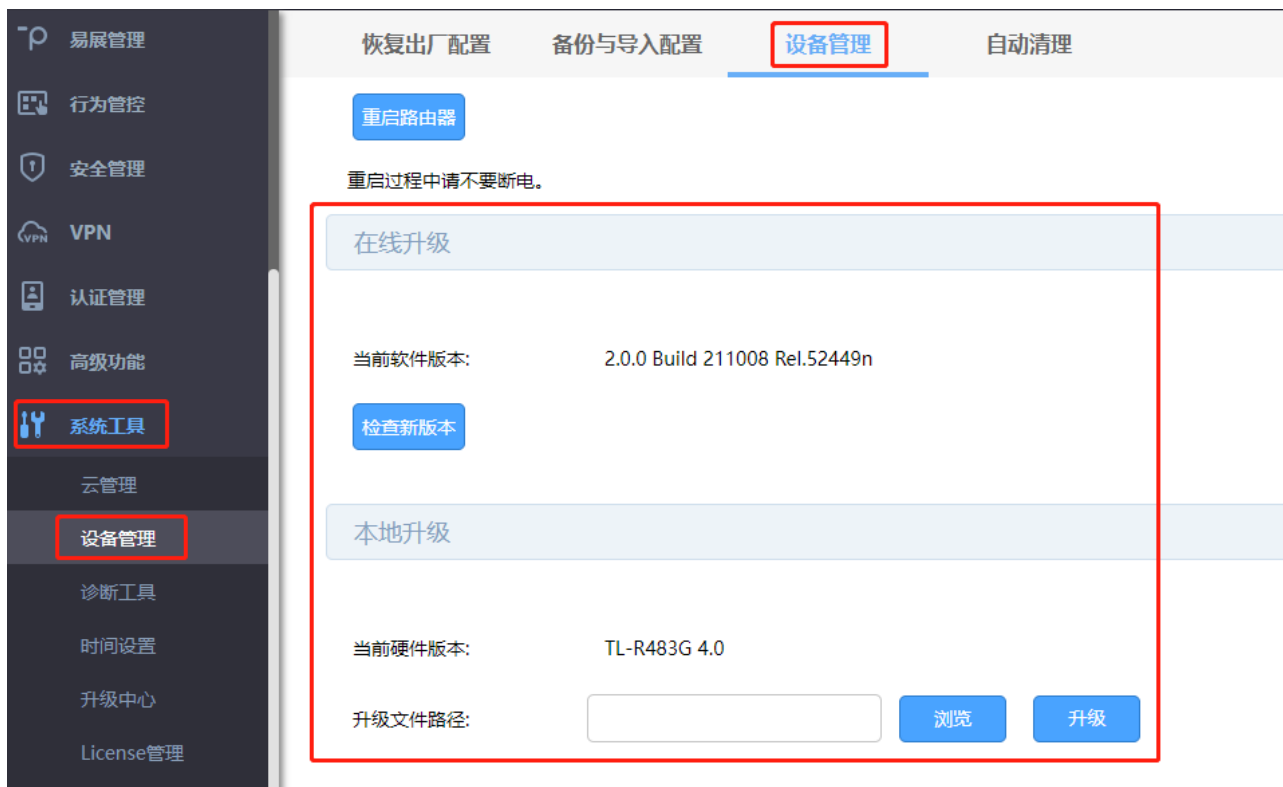 易展管理
行为管控
安全管理
VPN
VPN
认证管理
高级功能
系统工具
云管理
设备管理
诊断工具
时间设置
升级中心
License管理
恢复出厂配置 备份与导入配置 设备管理 自动清理
重启路由器
重启过程中请不要断电。
在线升级
当前软件版本: 2.0.0 Build 211008 Rel.52449n
检查新版本
本地升级
当前硬件版本: TL-R483G 4.0
升级文件路径: 浏览 升级